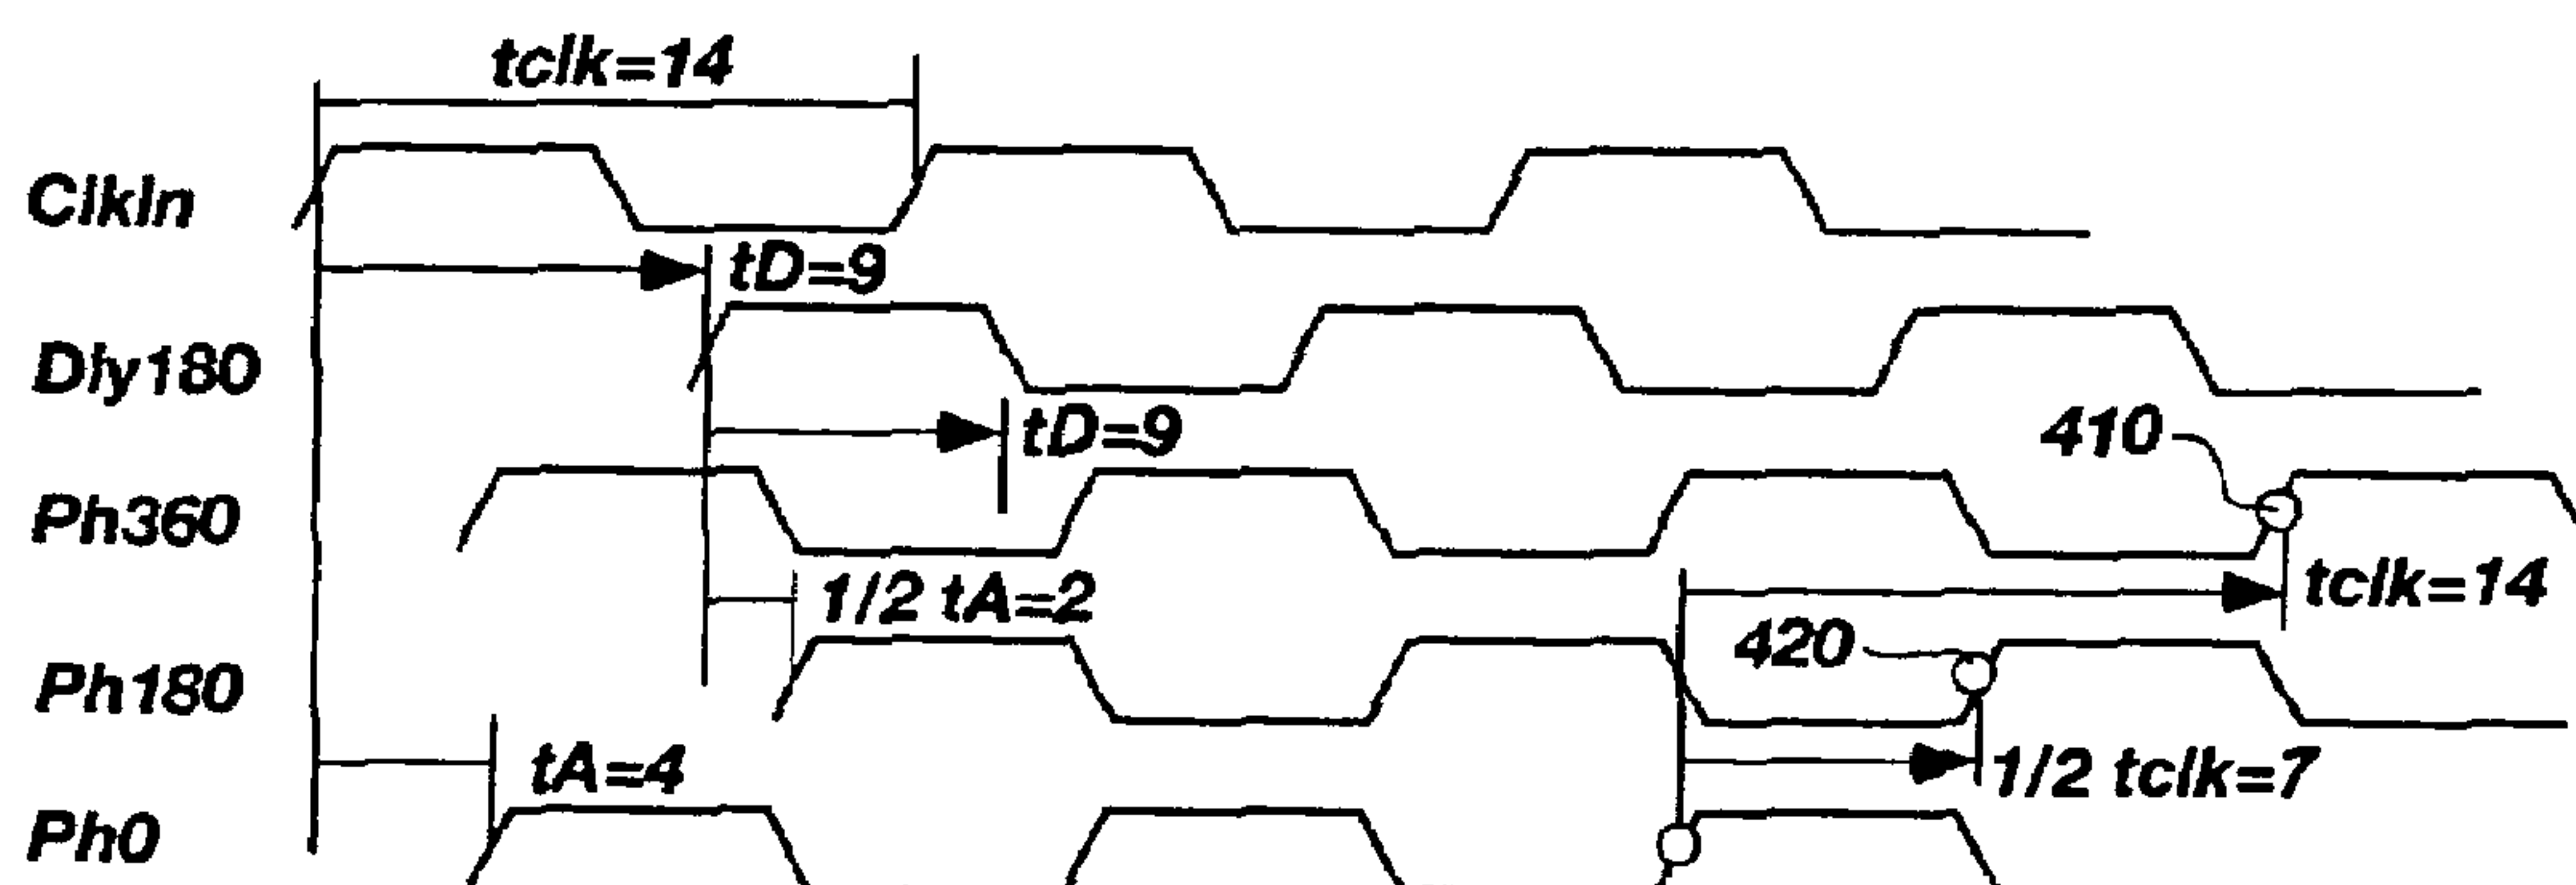 tclk=14
ClkIn
tD=9
Dly180
tD=9
410
Ph360
1/2 tA=2
tclk=14
420
Ph180
tA=4
1/2 tclk=7
Ph0